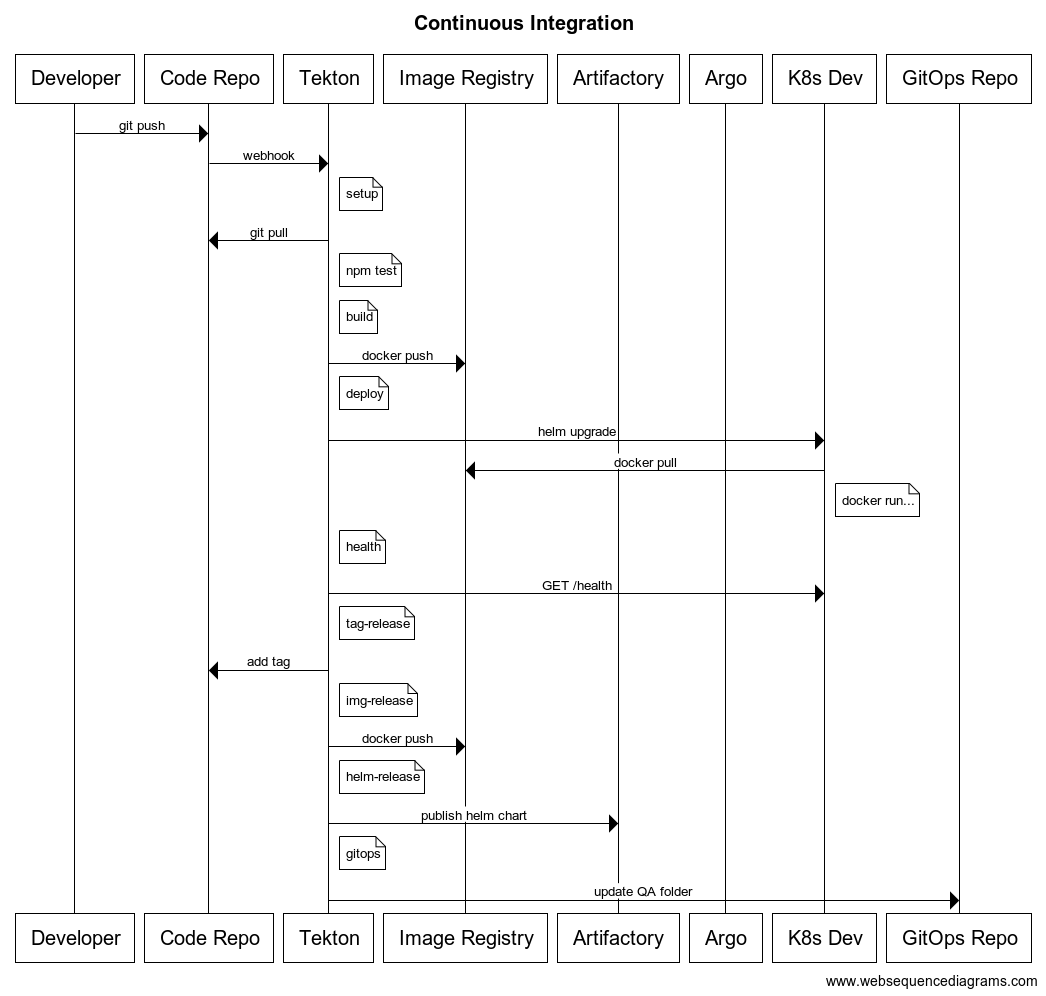 Continuous Integration
Developer
Code Repo
Tekton
Image Registry
Artifactory
Argo
K8s Dev
GitOps Repo
git push
webhook
setup
git pull
npm test
build
docker push
deploy
helm upgrade
docker pull
docker run...
health
GET /health
tag-release
add tag
img-release
docker push
helm-release
publish helm chart
gitops
update QA folder
Developer
Code Repo
Tekton
Image Registry
Artifactory
Argo
K8s Dev
GitOps Repo
www.websequencediagrams.com